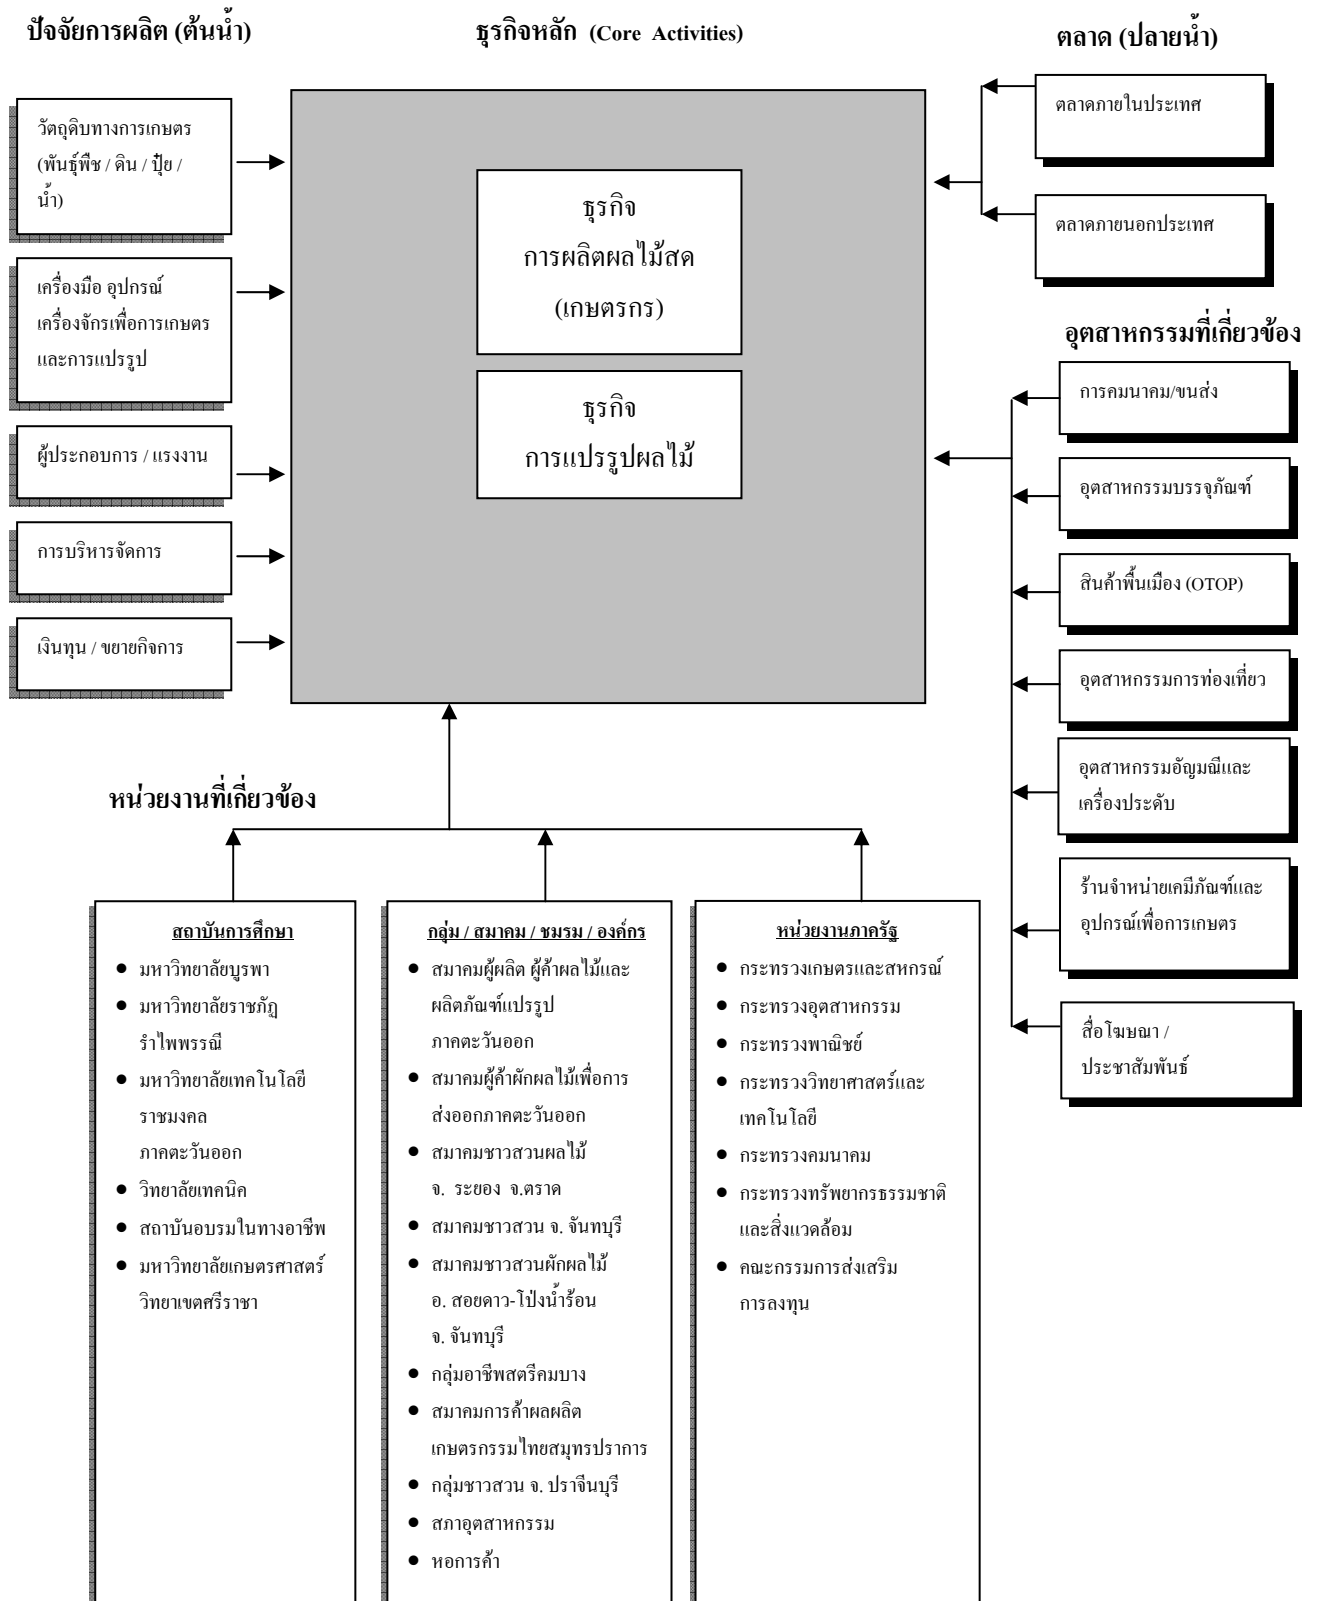 ปัจจัยการผลิต (ต้นน้ำ)
ธุรกิจหลัก (Core Activities)
ตลาด (ปลายน้ำ)
วัตถุดิบทางการเกษตร
(พันธุ์พืช / ดิน / ปุ๋ย /
น้ำ)
เครื่องมือ อุปกรณ์
เครื่องจักรเพื่อการเกษตร
และการแปรรูป
ผู้ประกอบการ / แรงงาน
การบริหารจัดการ
เงินทุน / ขยายกิจการ
ธุรกิจ
การผลิตผลไม้สด
(เกษตรกร)
ธุรกิจ
การแปรรูปผลไม้
ตลาดภายในประเทศ
ตลาดภายนอกประเทศ
อุตสาหกรรมที่เกี่ยวข้อง
การคมนาคม/ขนส่ง
อุตสาหกรรมบรรจุภัณฑ์
สินค้าพื้นเมือง (OTOP)
อุตสาหกรรมการท่องเที่ยว
อุตสาหกรรมอัญมณีและ
เครื่องประดับ
ร้านจำหน่ายเคมีภัณฑ์และ
อุปกรณ์เพื่อการเกษตร
สื่อโฆษณา /
ประชาสัมพันธ์
หน่วยงานที่เกี่ยวข้อง
สถาบันการศึกษา
● มหาวิทยาลัยบูรพา
● มหาวิทยาลัยราชภัฏ
รำไพพรรณี
● มหาวิทยาลัยเทคโนโลยี
ราชมงคล
ภาคตะวันออก
● วิทยาลัยเทคนิค
● สถาบันอบรมในทางอาชีพ
● มหาวิทยาลัยเกษตรศาสตร์
วิทยาเขตศรีราชา
กลุ่ม / สมาคม / ชมรม / องค์กร
● สมาคมผู้ผลิต ผู้ค้าผลไม้และ
ผลิตภัณฑ์แปรรูป
ภาคตะวันออก
● สมาคมผู้ค้าผักผลไม้เพื่อการ
ส่งออกภาคตะวันออก
● สมาคมชาวสวนผลไม้
จ. ระยอง จ.ตราด
● สมาคมชาวสวน จ. จันทบุรี
● สมาคมชาวสวนผักผลไม้
อ. สอยดาว-โป่งน้ำร้อน
จ. จันทบุรี
● กลุ่มอาชีพสตรีคมบาง
● สมาคมการค้าผลผลิต
เกษตรกรรมไทยสมุทรปราการ
● กลุ่มชาวสวน จ. ปราจีนบุรี
● สภาอุตสาหกรรม
● หอการค้า
หน่วยงานภาครัฐ
● กระทรวงเกษตรและสหกรณ์
● กระทรวงอุตสาหกรรม
● กระทรวงพาณิชย์
● กระทรวงวิทยาศาสตร์และ
เทคโนโลยี
● กระทรวงคมนาคม
● กระทรวงทรัพยากรธรรมชาติ
และสิ่งแวดล้อม
● คณะกรรมการส่งเสริม
การลงทุน